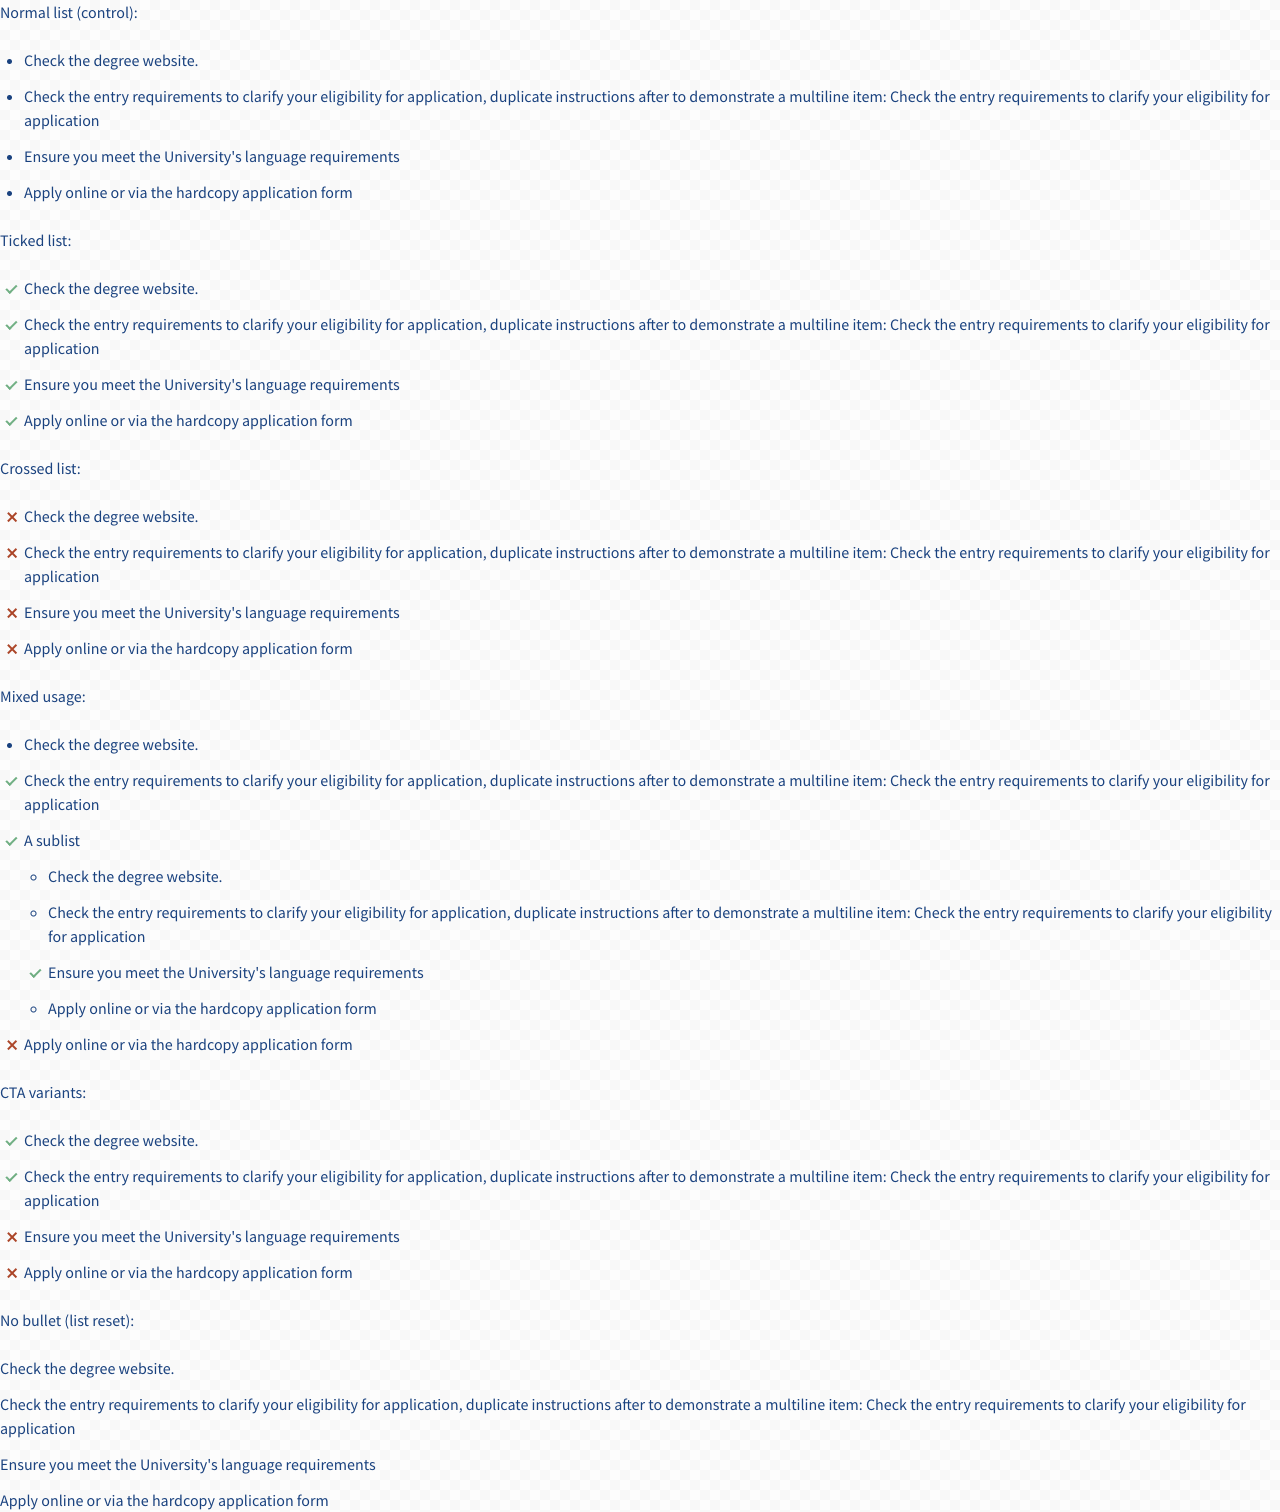 Normal list (control):
Check the degree website.
Check the entry requirements to clarify your eligibility for application, duplicate instructions after to demonstrate a multiline item: Check the entry requirements to clarify your eligibility for
application
Ensure you meet the University's language requirements
Apply online or via the hardcopy application form
Ticked list:
Check the degree website.
Check the entry requirements to clarify your eligibility for application, duplicate instructions after to demonstrate a multiline item: Check the entry requirements to clarify your eligibility for
application
Ensure you meet the University's language requirements
Apply online or via the hardcopy application form
Crossed list:
Check the degree website.
Check the entry requirements to clarify your eligibility for application, duplicate instructions after to demonstrate a multiline item: Check the entry requirements to clarify your eligibility for
application
Ensure you meet the University's language requirements
Apply online or via the hardcopy application form
Mixed usage:
Check the degree website.
Check the entry requirements to clarify your eligibility for application, duplicate instructions after to demonstrate a multiline item: Check the entry requirements to clarify your eligibility for
application
A sublist
Check the degree website.
Check the entry requirements to clarify your eligibility for application, duplicate instructions after to demonstrate a multiline item: Check the entry requirements to clarify your eligibility
for application
Ensure you meet the University's language requirements
Apply online or via the hardcopy application form
Apply online or via the hardcopy application form
CTA variants:
Check the degree website.
Check the entry requirements to clarify your eligibility for application, duplicate instructions after to demonstrate a multiline item: Check the entry requirements to clarify your eligibility for
application
Ensure you meet the University's language requirements
Apply online or via the hardcopy application form
No bullet (list reset):
Check the degree website.
Check the entry requirements to clarify your eligibility for application, duplicate instructions after to demonstrate a multiline item: Check the entry requirements to clarify your eligibility for
application
Ensure you meet the University's language requirements
Apply online or via the hardcopy application form